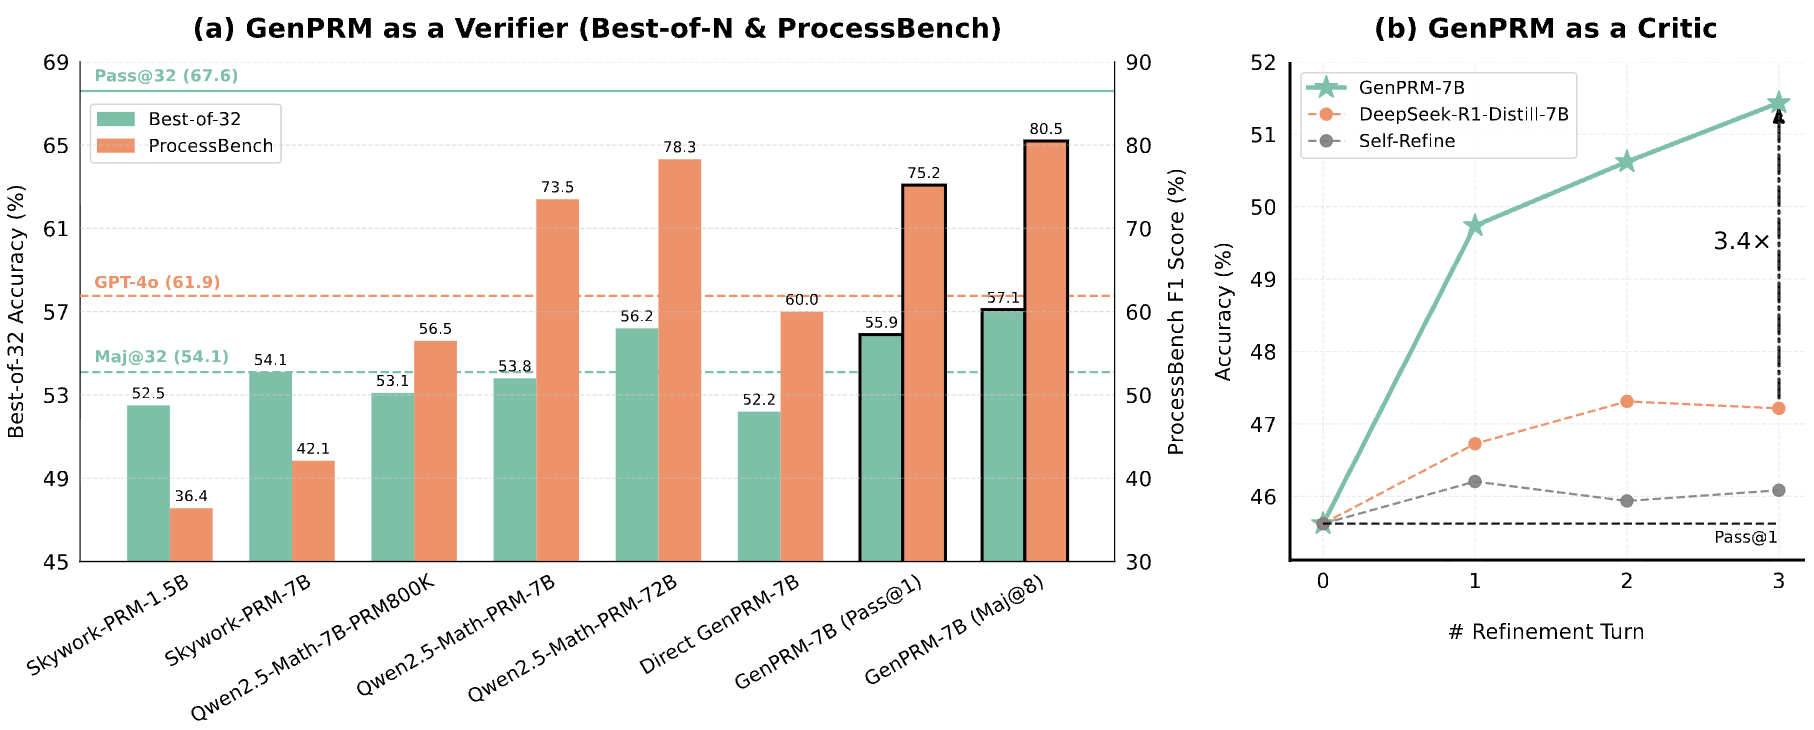 (a) GenPRM as a Verifier (Best-of-N & ProcessBench)
Best-of-32 Accuracy (%)
69
65
61
57
53
49
45
Pass@32 (67.6)
Best-of-32
ProcessBench
GPT-4o (61.9)
Maj@32 (54.1)
52.5
36.4
54.1
42.1
53.1
56.5
53.8
73.5
56.2
78.3
52.2
60.0
55.9
75.2
57.1
80.5
90
80
70
60
50
40
30
ProcessBench F1 Score (%)
Skywork-PRM-1.5B
Skywork-PRM-7B
Qwen2.5-Math-7B-PRM800K
Qwen2.5-Math-PRM-7B
Qwen2.5-Math-PRM-72B
Direct GenPRM-7B
GenPRM-7B (Pass@1)
GenPRM-7B (Maj@8)
(b) GenPRM as a Critic
Accuracy (%)
52
51
50
49
48
47
46
GenPRM-7B
DeepSeek-R1-Distill-7B
Self-Refine
3.4×
Pass@1
0
1
2
3
# Refinement Turn